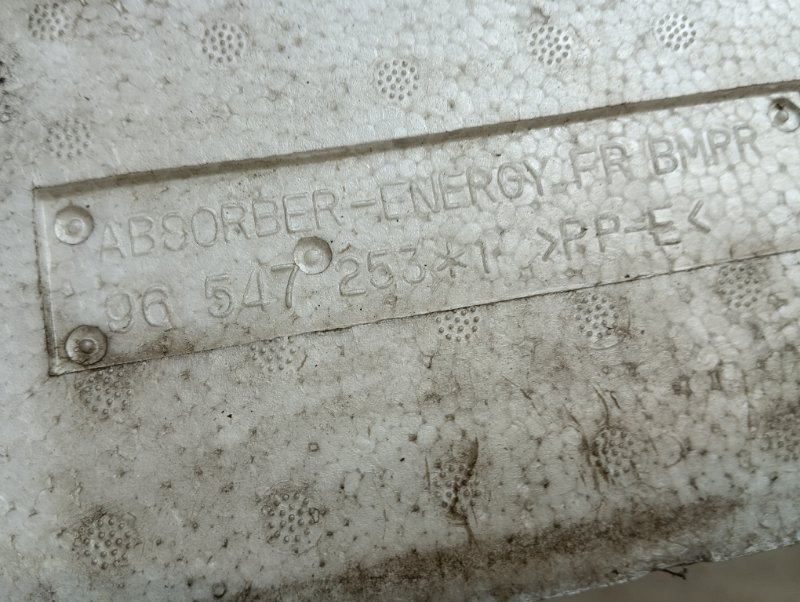 ABSORBER-ENERGY FR BMPR
96 547 253*1 >PP-E<